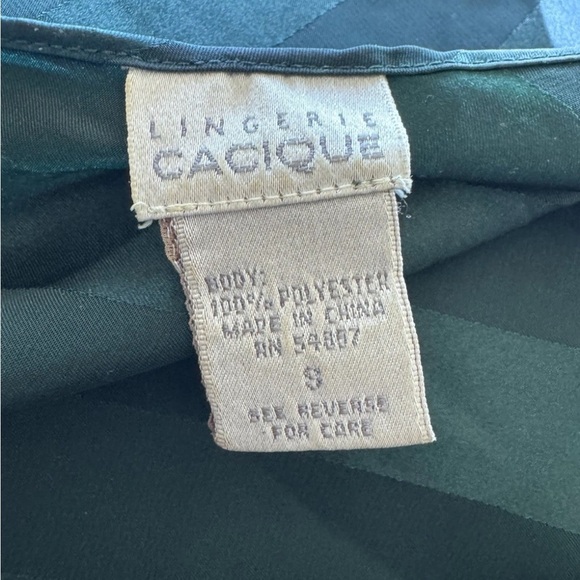 LINGERIE
CACIQUE
BODY:
100% POLYESTER
MADE IN CHINA
RN 54867
S
SEE REVERSE
FOR CARE